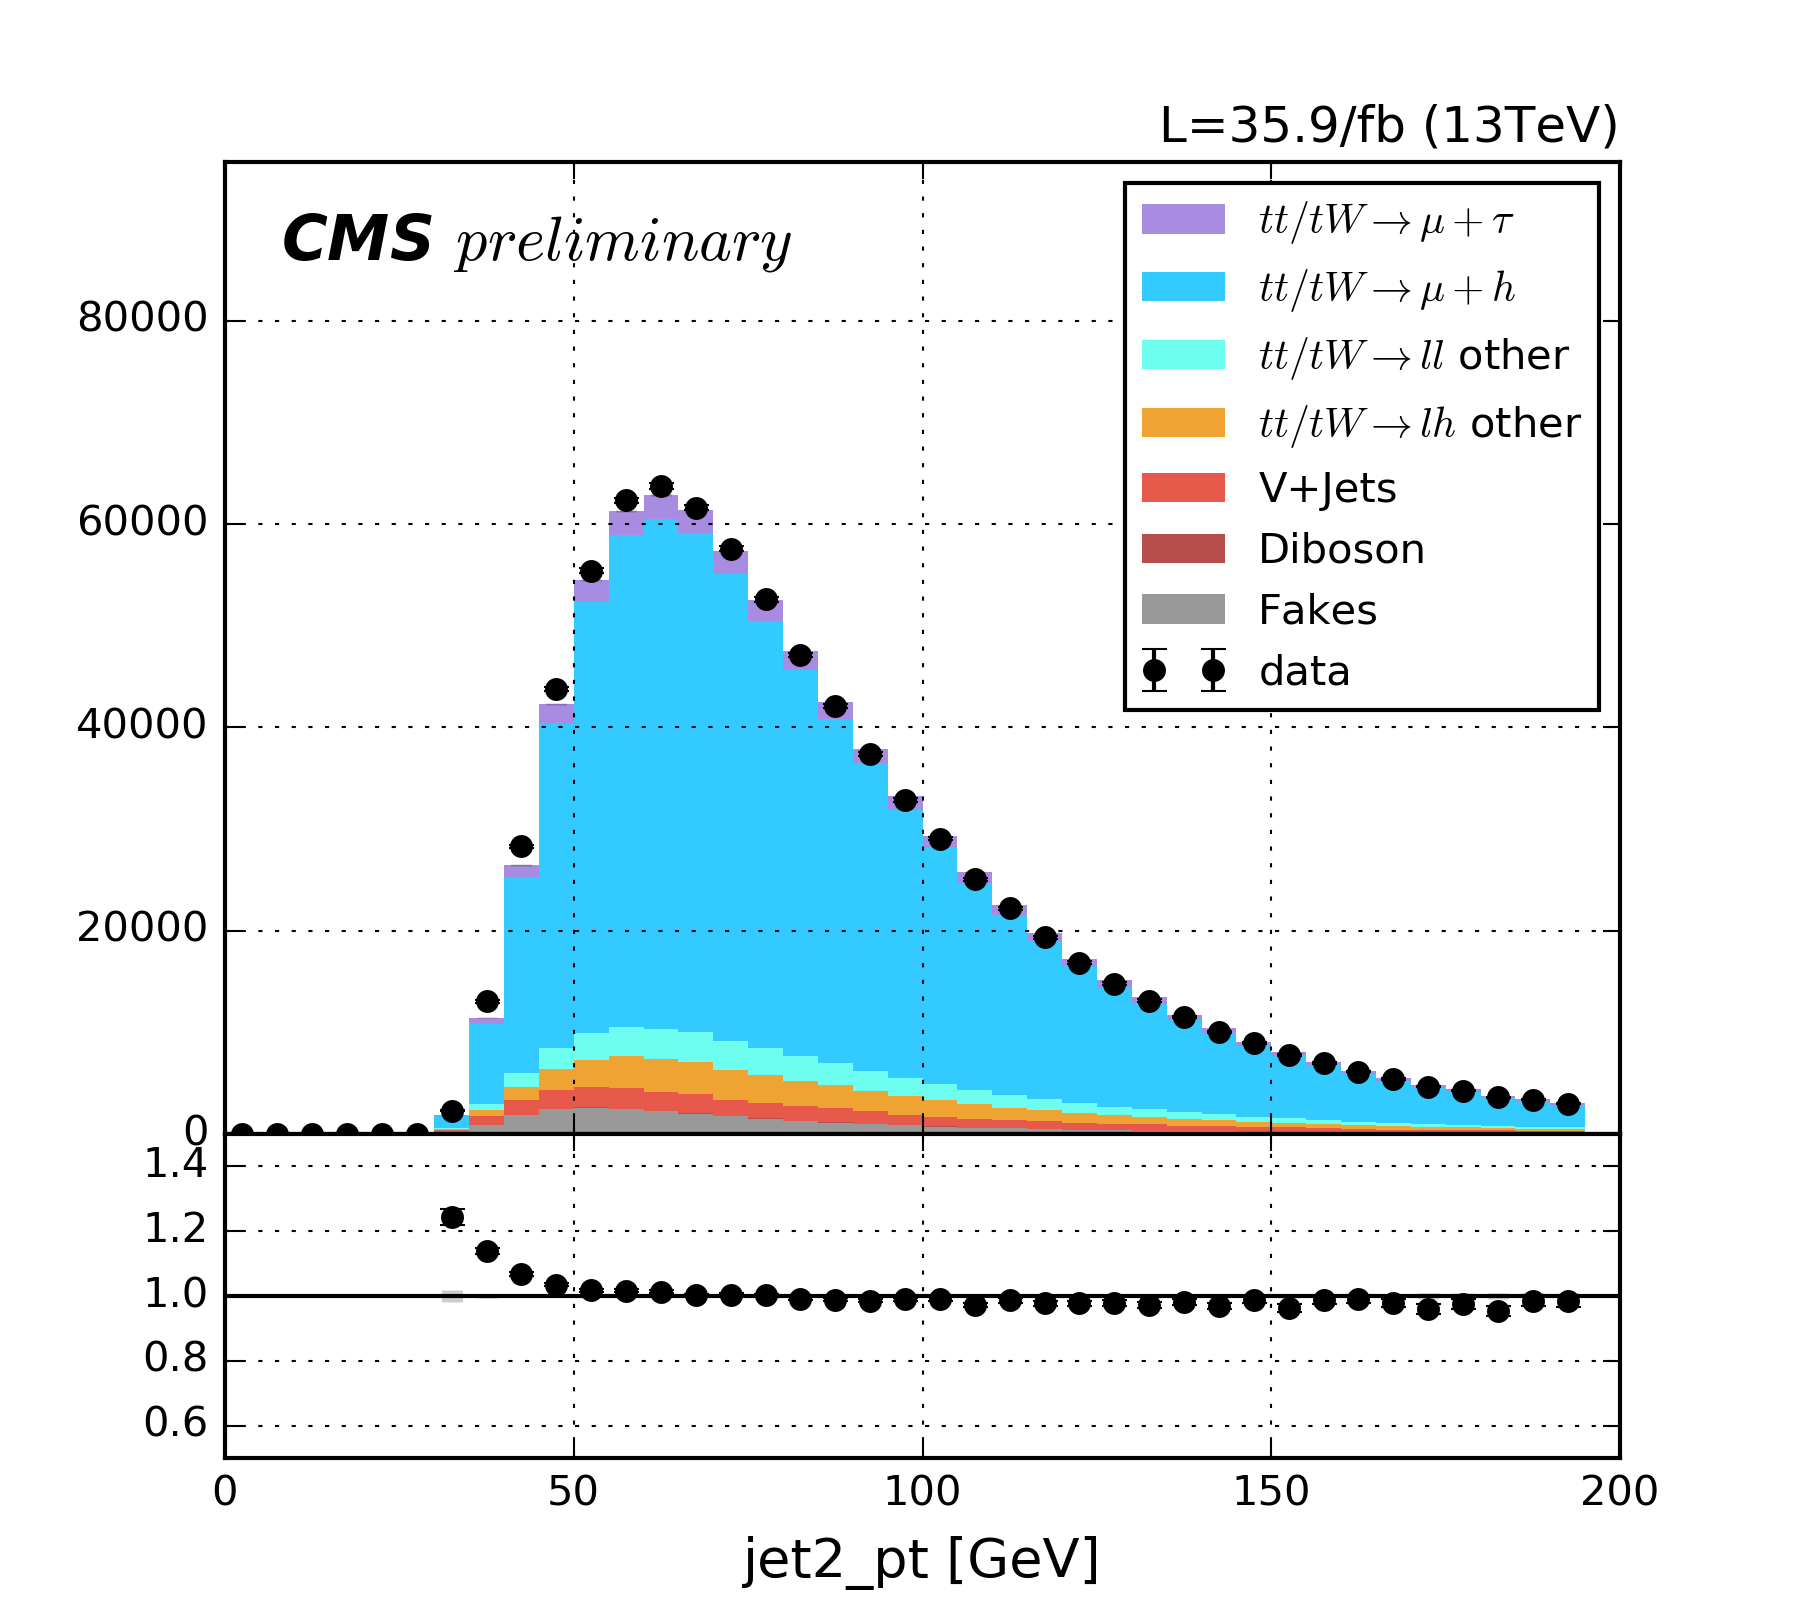 L=35.9/fb (13TeV)
CMS preliminary
tt/tW→μ+τ
tt/tW→μ+h
tt/tW→ll other
tt/tW→lh other
V+Jets
Diboson
Fakes
data
80000
60000
40000
20000
0
1.4
1.2
1.0
0.8
0.6
0 50 100 150 200
jet2_pt [GeV]